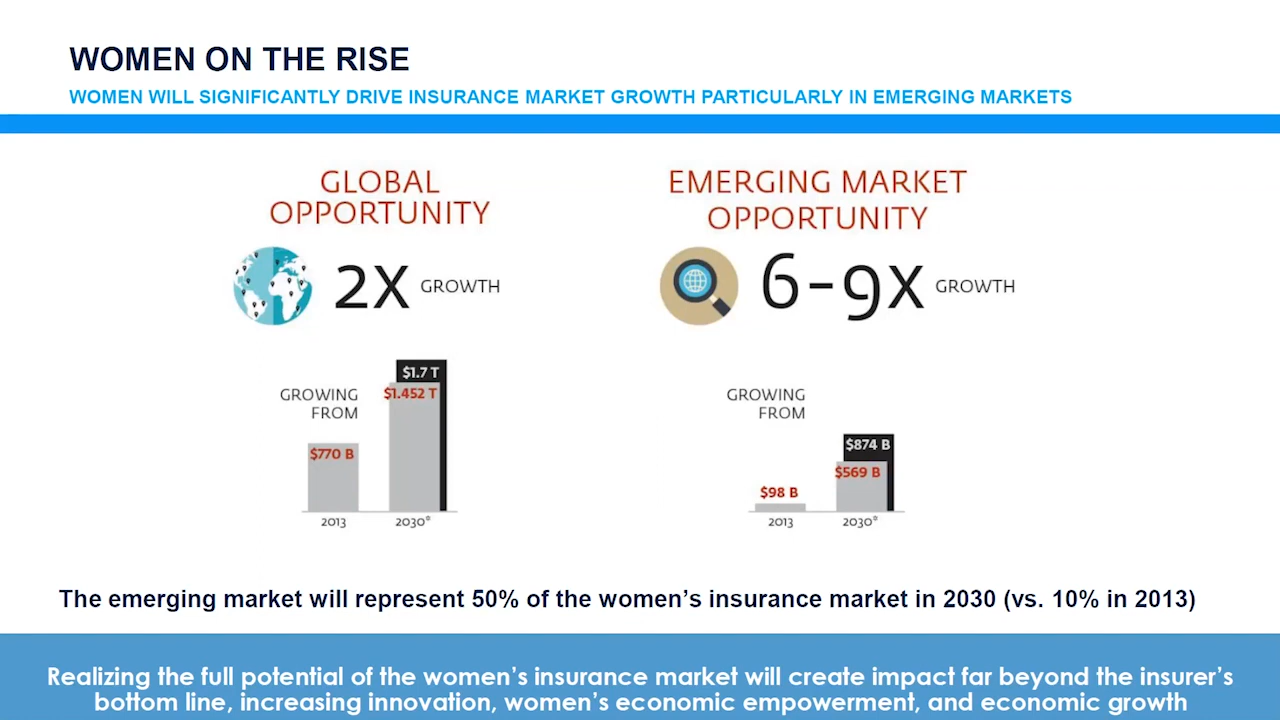 WOMEN ON THE RISE
WOMEN WILL SIGNIFICANTLY DRIVE INSURANCE MARKET GROWTH PARTICULARLY IN EMERGING MARKETS
GLOBAL
OPPORTUNITY
2X GROWTH
GROWING
FROM
$770 B
$1.7 T
$1.452 T
2013
2030*
EMERGING MARKET
OPPORTUNITY
6-9X GROWTH
GROWING
FROM
$98 B
$874 B
$569 B
2013
2030*
The emerging market will represent 50% of the women’s insurance market in 2030 (vs. 10% in 2013)
Realizing the full potential of the women’s insurance market will create impact far beyond the insurer’s
bottom line, increasing innovation, women’s economic empowerment, and economic growth